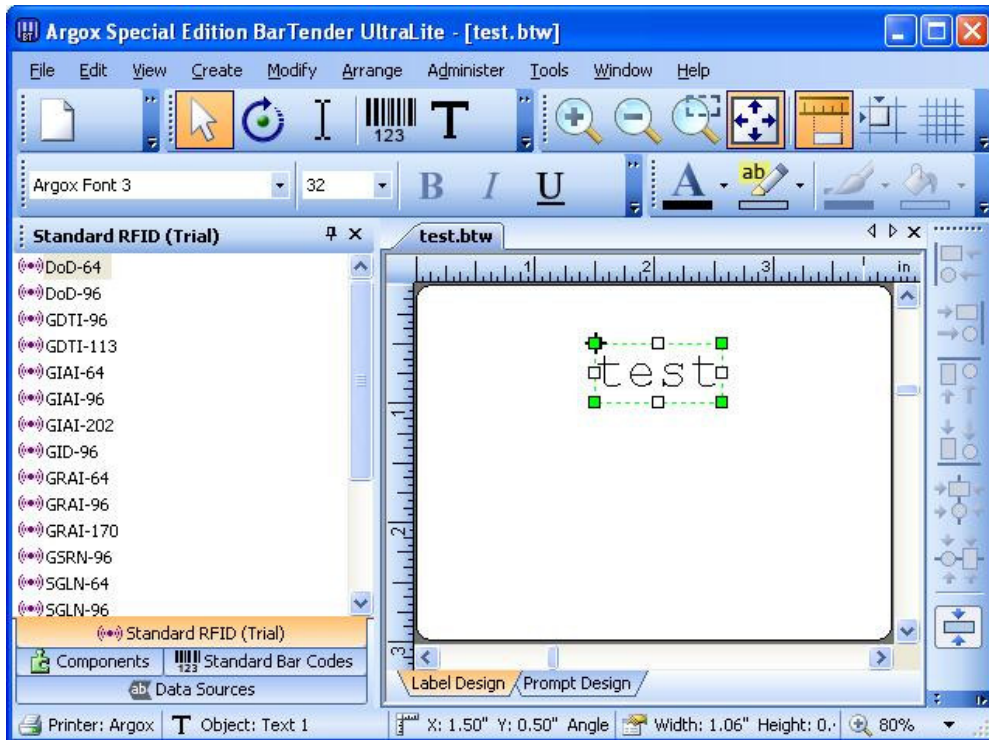 Argox Special Edition BarTender UltraLite - [test.btw]
File Edit View Create Modify Arrange Administer Tools Window Help
123 T
Argox Font 3 32 B I U A ab
Standard RFID (Trial)
test.btw
1 2 3 in.
DoD-64
DoD-96
GDTI-96
GDTI-113
GIAI-64
GIAI-96
GIAI-202
GID-96
GRAI-64
GRAI-96
GRAI-170
GSRN-96
SGLN-64
SGLN-96
test
1
2
3
Standard RFID (Trial)
Components 123 Standard Bar Codes
ab Data Sources
Label Design Prompt Design
Printer: Argox T Object: Text 1 X: 1.50" Y: 0.50" Angle Width: 1.06" Height: 0. 80%